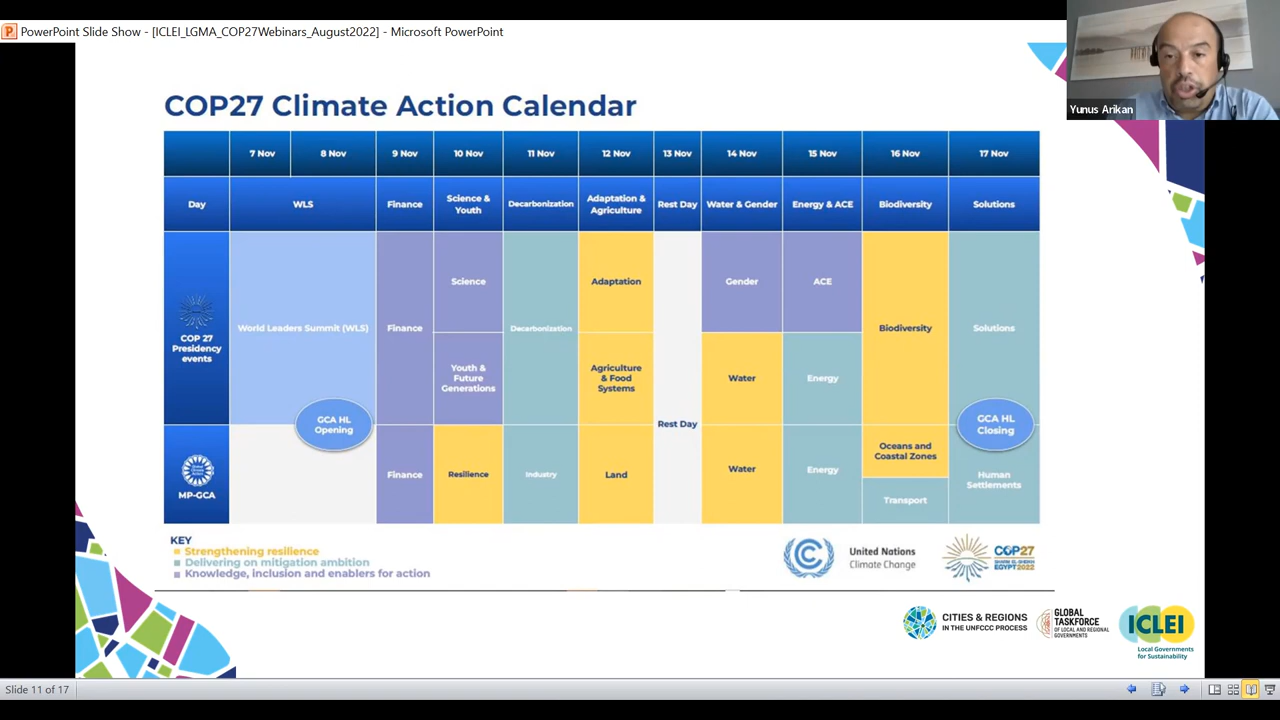 PowerPoint Slide Show - [ICLEI_LGMA_COP27Webinars_August2022] - Microsoft PowerPoint
Yunus Arikan
COP27 Climate Action Calendar
7 Nov
8 Nov
9 Nov
10 Nov
11 Nov
12 Nov
13 Nov
14 Nov
15 Nov
16 Nov
17 Nov
Day
WLS
Finance
Science &
Youth
Decarbonization
Adaptation &
Agriculture
Rest Day
Water & Gender
Energy & ACE
Biodiversity
Solutions
COP 27
Presidency
events
World Leaders Summit (WLS)
Finance
Science
Youth &
Future
Generations
Decarbonization
Adaptation
Agriculture
& Food
Systems
Rest Day
Gender
Water
ACE
Energy
Biodiversity
Solutions
GCA HL
Opening
GCA HL
Closing
MP-GCA
Finance
Resilience
Industry
Land
Water
Energy
Oceans and
Coastal Zones
Transport
Human
Settlements
KEY
Strengthening resilience
Delivering on mitigation ambition
Knowledge, inclusion and enablers for action
United Nations
Climate Change
COP27
SHARM EL-SHEIKH
EGYPT2022
CITIES & REGIONS
IN THE UNFCCC PROCESS
GLOBAL
TASKFORCE
OF LOCAL AND REGIONAL
GOVERNMENTS
ICLEI
Local Governments
for Sustainability
Slide 11 of 17